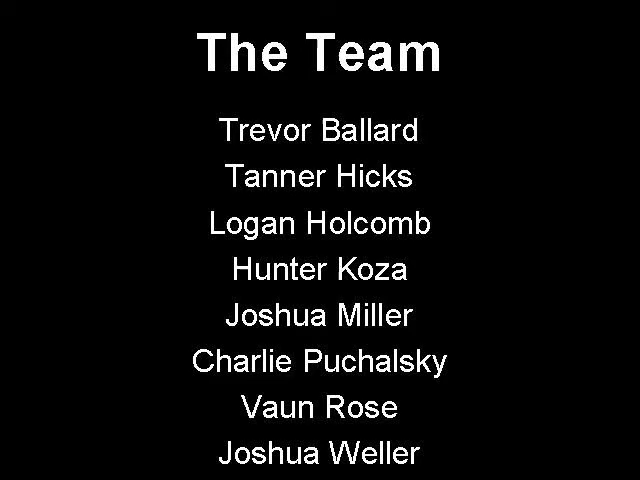 The Team
Trevor Ballard
Tanner Hicks
Logan Holcomb
Hunter Koza
Joshua Miller
Charlie Puchalsky
Vaun Rose
Joshua Weller